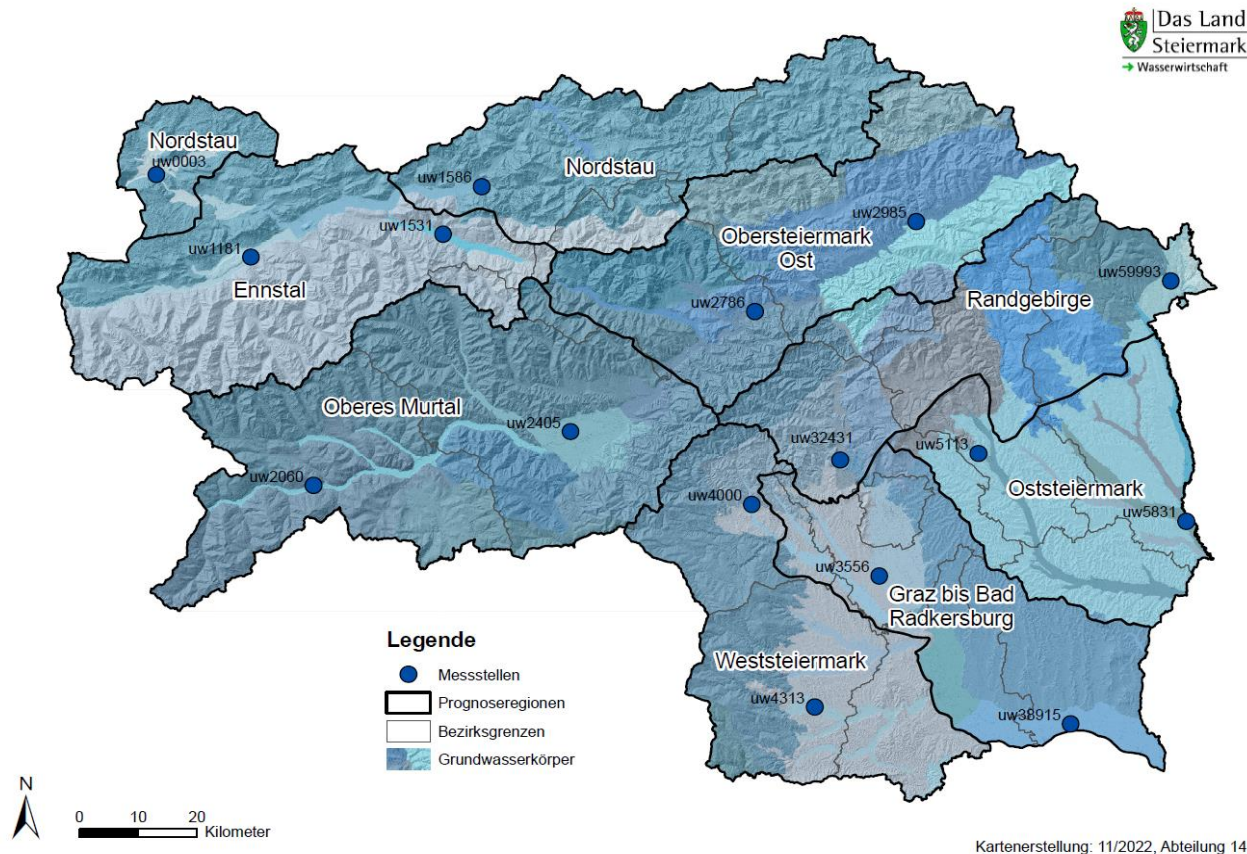 Das Land
Steiermark
→ Wasserwirtschaft
Nordstau
uw0003
Nordstau
uw1586
uw1531
uw1181
Ennstal
uw2985
Obersteiermark
Ost
uw2786
uw59993
Randgebirge
Oberes Murtal
uw2405
uw2060
uw32431
uw5113
Oststeiermark
uw5831
uw4000
uw3556
Graz bis Bad
Radkersburg
Weststeiermark
uw4313
uw38915
Legende
Messstellen
Prognoseregionen
Bezirksgrenzen
Grundwasserkörper
N
0 10 20
Kilometer
Kartenerstellung: 11/2022, Abteilung 14